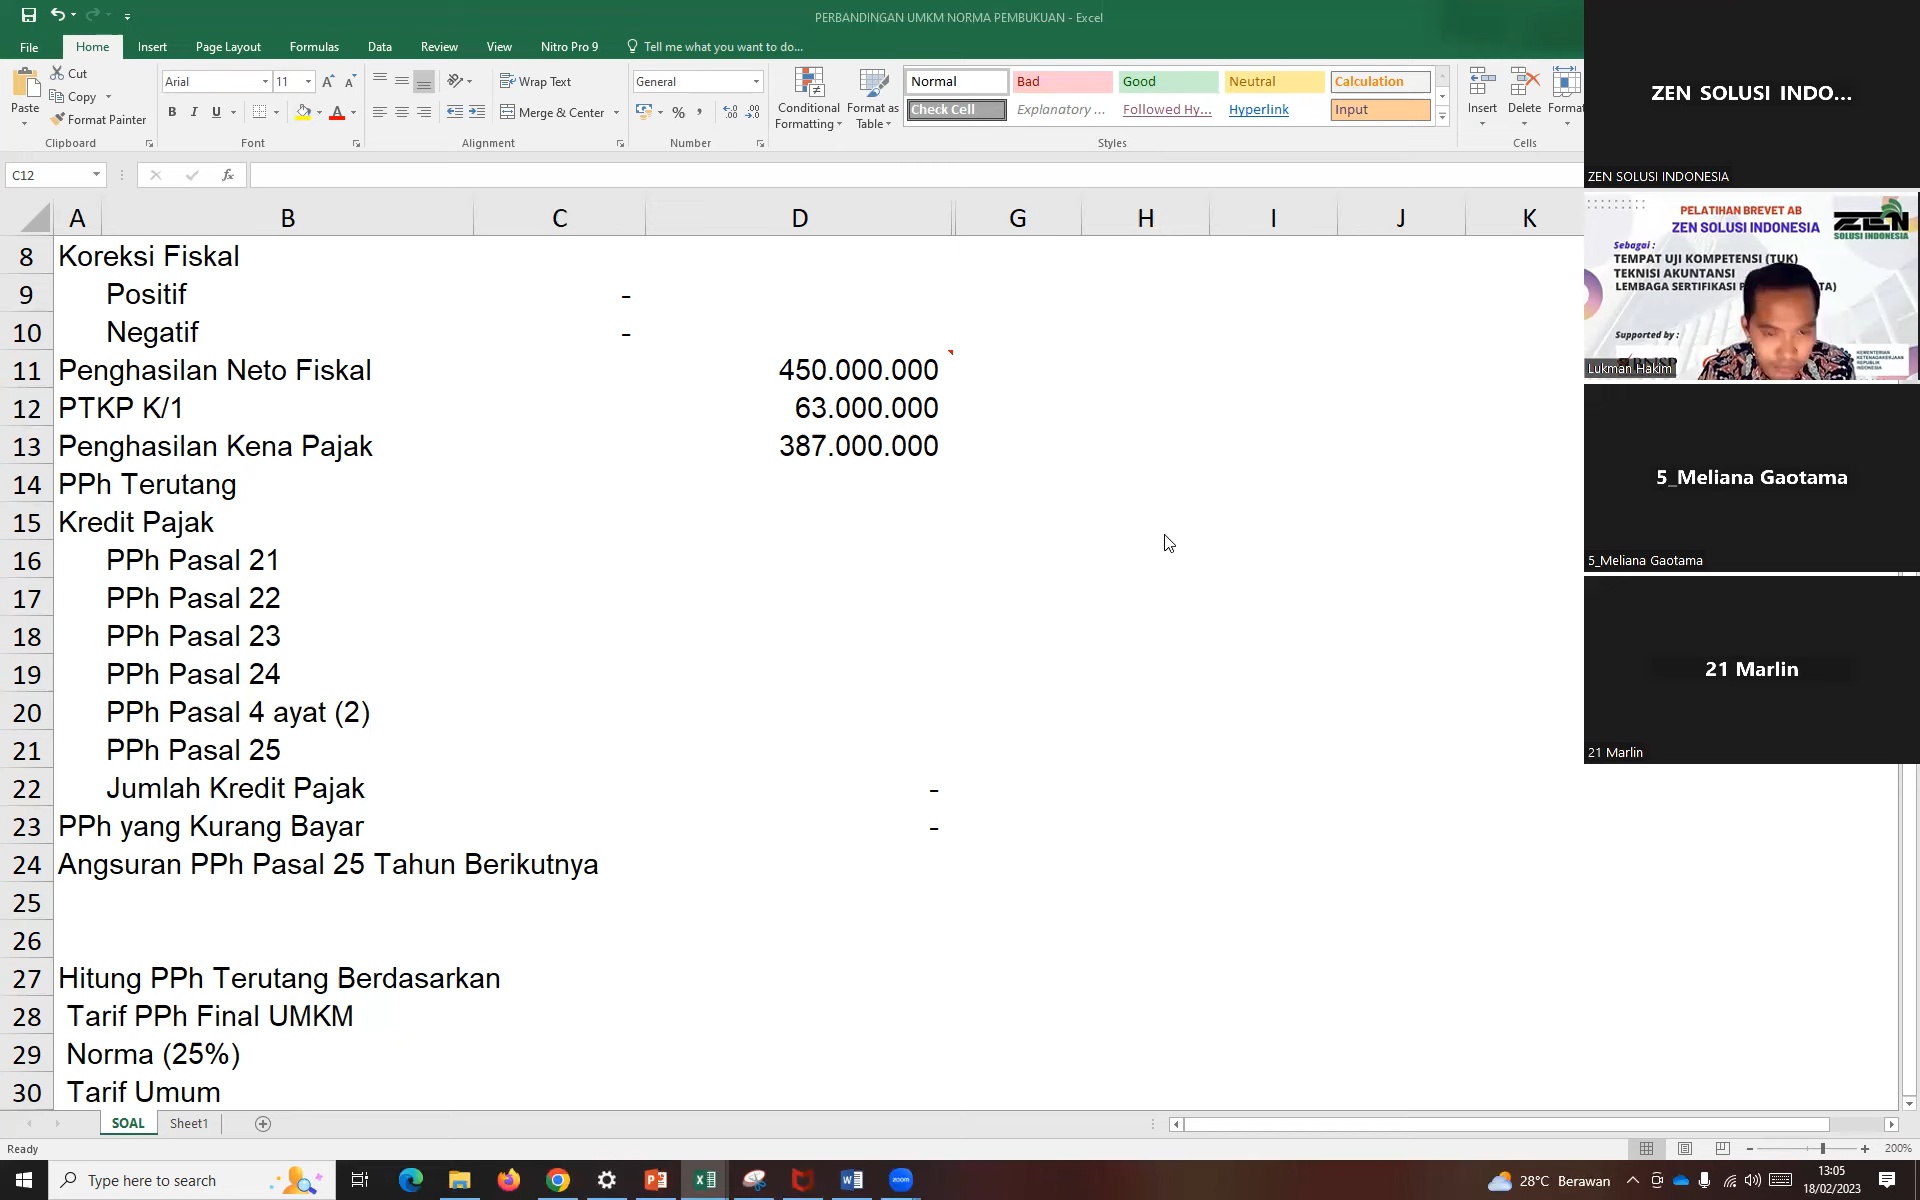 PERBANDINGAN UMKM NORMA PEMBUKUAN - Excel
File Home Insert Page Layout Formulas Data Review View Nitro Pro 9 Tell me what you want to do...
Paste
Cut
Copy
Format Painter
Clipboard
Arial 11
B I U
Font
Wrap Text
Merge & Center
Alignment
General
%
Number
Conditional Formatting
Format as Table
Normal Bad Good Neutral Calculation
Check Cell Explanatory ... Followed Hy... Hyperlink Input
Styles
Insert Delete Format
Cells
C12
fx
A B C D G H I J K
8 Koreksi Fiskal
9 Positif -
10 Negatif -
11 Penghasilan Neto Fiskal 450.000.000
12 PTKP K/1 63.000.000
13 Penghasilan Kena Pajak 387.000.000
14 PPh Terutang
15 Kredit Pajak
16 PPh Pasal 21
17 PPh Pasal 22
18 PPh Pasal 23
19 PPh Pasal 24
20 PPh Pasal 4 ayat (2)
21 PPh Pasal 25
22 Jumlah Kredit Pajak -
23 PPh yang Kurang Bayar -
24 Angsuran PPh Pasal 25 Tahun Berikutnya
25
26
27 Hitung PPh Terutang Berdasarkan
28 Tarif PPh Final UMKM
29 Norma (25%)
30 Tarif Umum
SOAL Sheet1
Ready
200%
Type here to search
28°C Berawan
13:05
18/02/2023
ZEN SOLUSI INDO...
ZEN SOLUSI INDONESIA
PELATIHAN BREVET AB
ZEN SOLUSI INDONESIA
ZEN
SOLUSI INDONESIA
Sebagai :
TEMPAT UJI KOMPETENSI (TUK)
TEKNISI AKUNTANSI
LEMBAGA SERTIFIKASI
Supported by :
KEMENTERIAN
KETENAGAKERJAAN
REPUBLIK
INDONESIA
Lukman Hakim
5_Meliana Gaotama
5_Meliana Gaotama
21 Marlin
21 Marlin